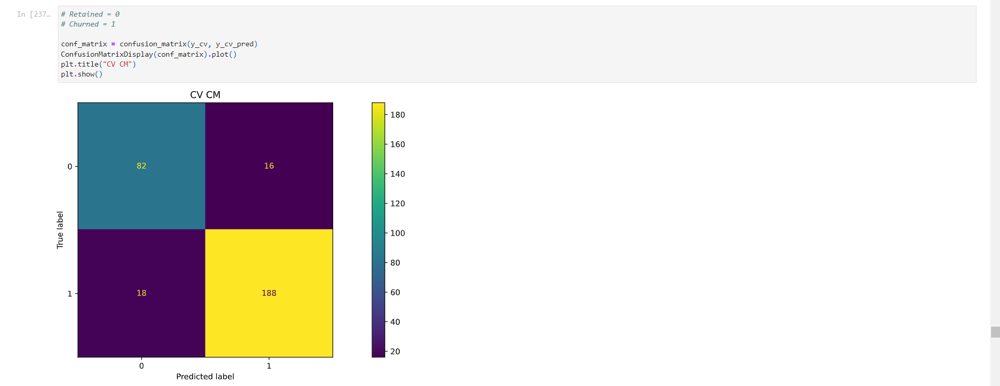 In [237…
# Retained = 0
# Churned = 1
conf_matrix = confusion_matrix(y_cv, y_cv_pred)
ConfusionMatrixDisplay(conf_matrix).plot()
plt.title("CV CM")
plt.show()
CV CM
180
160
140
120
100
80
60
40
20
True label
0
82
16
1
18
188
0
1
Predicted label